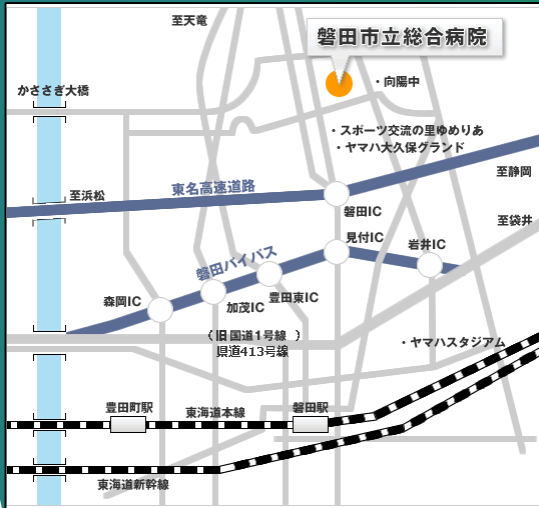 至天竜
磐田市立総合病院
・向陽中
かささぎ大橋
・スポーツ交流の里ゆめりあ
・ヤマハ大久保グランド
至静岡
東名高速道路
至浜松
磐田IC
至袋井
見付IC
岩井IC
磐田バイパス
豊田東IC
加茂IC
森岡IC
(旧国道1号線 )
県道413号線
・ヤマハスタジアム
豊田町駅
東海道本線
磐田駅
東海道新幹線